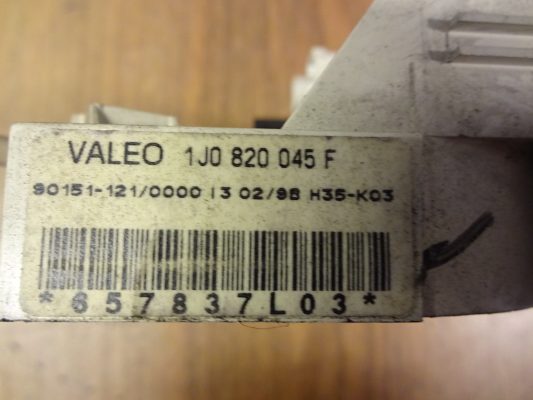 VALEO 1J0 820 045 F
90151-121/0000 13 02/98 H35-K03
*657837L03*